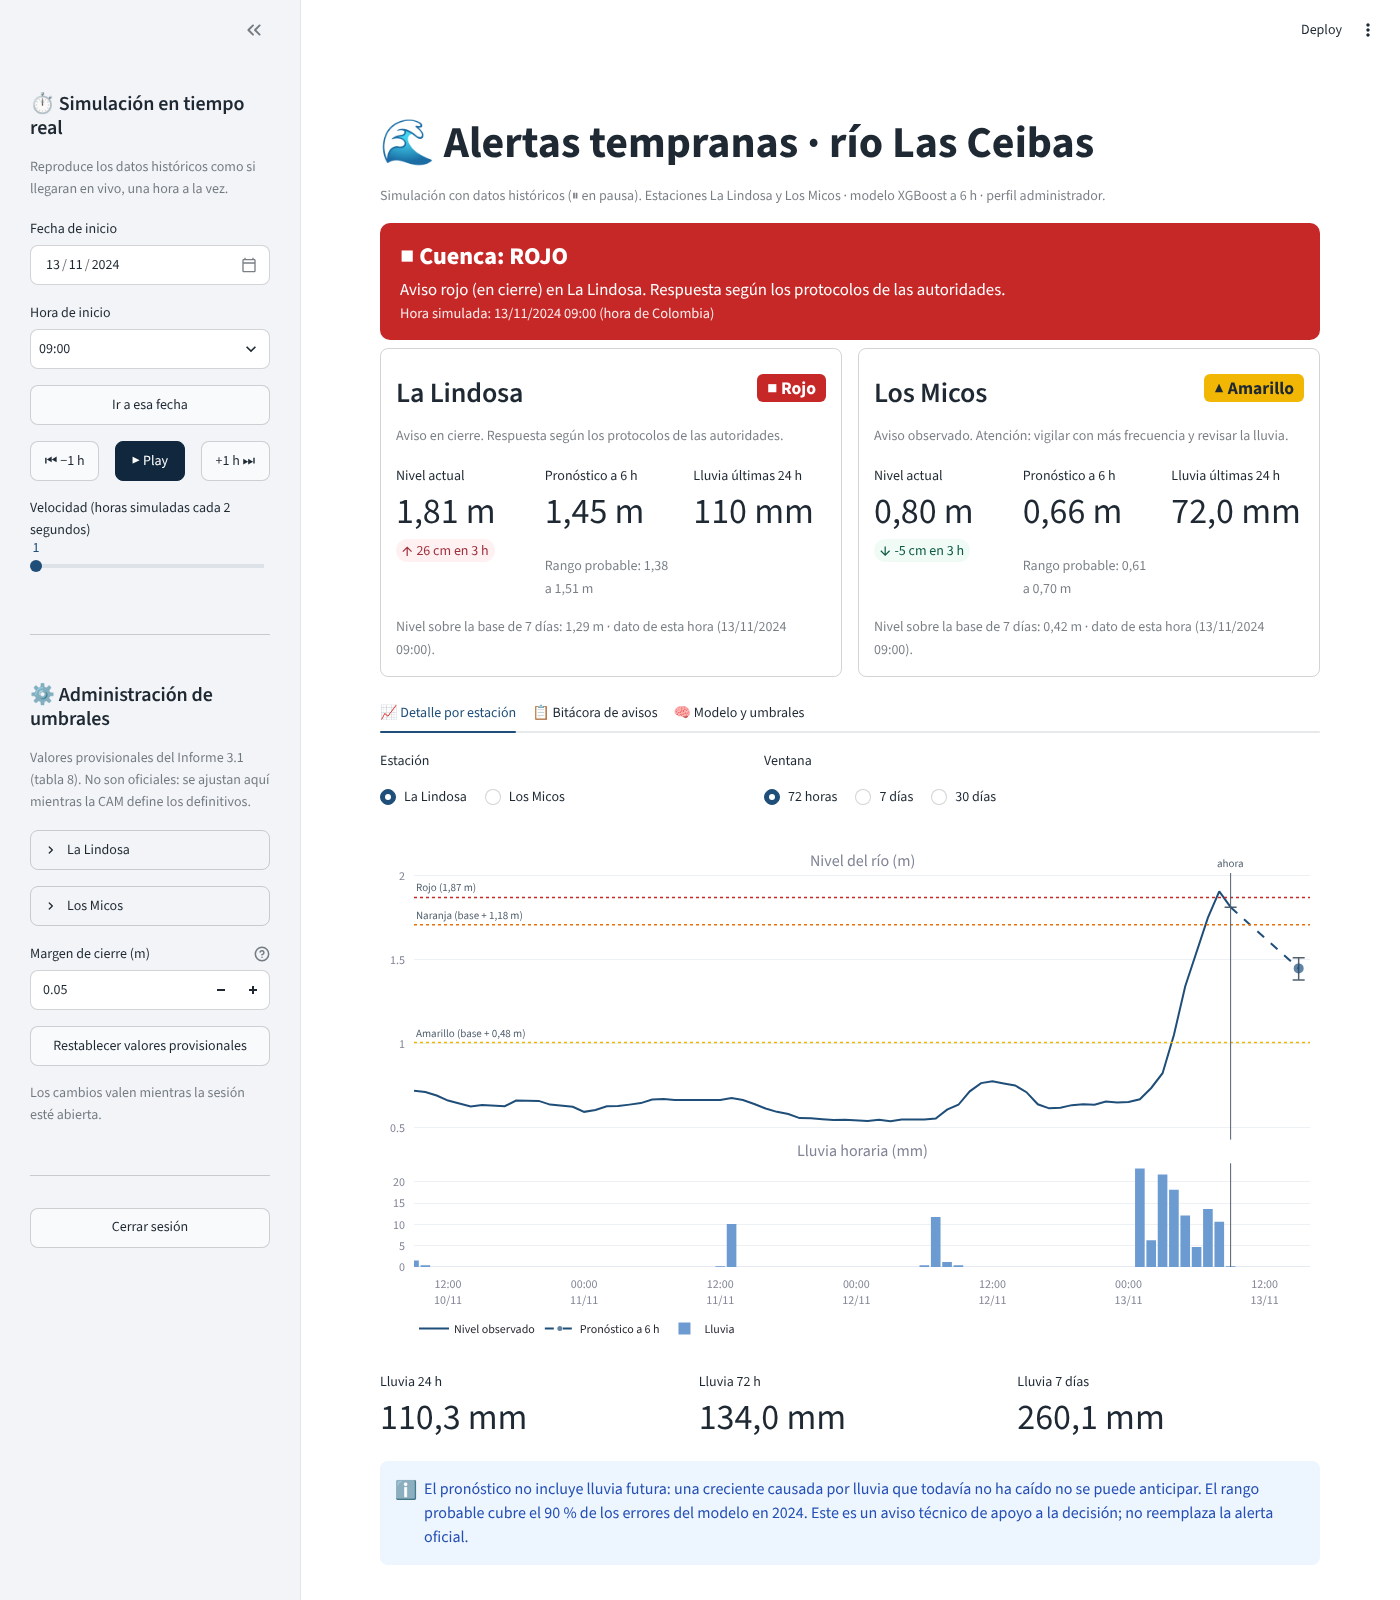 Deploy
⏱️ Simulación en tiempo
real
Reproduce los datos históricos como si
llegaran en vivo, una hora a la vez.
Fecha de inicio
13 / 11 / 2024
Hora de inicio
09:00
Ir a esa fecha
⏮ −1 h
▶ Play
+1 h ⏭
Velocidad (horas simuladas cada 2
segundos)
1
⚙️ Administración de
umbrales
Valores provisionales del Informe 3.1
(tabla 8). No son oficiales: se ajustan aquí
mientras la CAM define los definitivos.
La Lindosa
Los Micos
Margen de cierre (m)
0.05
Restablecer valores provisionales
Los cambios valen mientras la sesión
esté abierta.
Cerrar sesión
🌊 Alertas tempranas · río Las Ceibas
Simulación con datos históricos (⏸ en pausa). Estaciones La Lindosa y Los Micos · modelo XGBoost a 6 h · perfil administrador.
■ Cuenca: ROJO
Aviso rojo (en cierre) en La Lindosa. Respuesta según los protocolos de las autoridades.
Hora simulada: 13/11/2024 09:00 (hora de Colombia)
La Lindosa
■ Rojo
Aviso en cierre. Respuesta según los protocolos de las autoridades.
Nivel actual
Pronóstico a 6 h
Lluvia últimas 24 h
1,81 m
1,45 m
110 mm
↑ 26 cm en 3 h
Rango probable: 1,38
a 1,51 m
Nivel sobre la base de 7 días: 1,29 m · dato de esta hora (13/11/2024
09:00).
Los Micos
▲ Amarillo
Aviso observado. Atención: vigilar con más frecuencia y revisar la lluvia.
Nivel actual
Pronóstico a 6 h
Lluvia últimas 24 h
0,80 m
0,66 m
72,0 mm
↓ -5 cm en 3 h
Rango probable: 0,61
a 0,70 m
Nivel sobre la base de 7 días: 0,42 m · dato de esta hora (13/11/2024
09:00).
📈 Detalle por estación
📋 Bitácora de avisos
🧠 Modelo y umbrales
Estación
Ventana
La Lindosa
Los Micos
72 horas
7 días
30 días
Nivel del río (m)
ahora
2
Rojo (1,87 m)
Naranja (base + 1,18 m)
1.5
Amarillo (base + 0,48 m)
1
0.5
Lluvia horaria (mm)
20
15
10
5
0
12:00
10/11
00:00
11/11
12:00
11/11
00:00
12/11
12:00
12/11
00:00
13/11
12:00
13/11
Nivel observado
Pronóstico a 6 h
Lluvia
Lluvia 24 h
Lluvia 72 h
Lluvia 7 días
110,3 mm
134,0 mm
260,1 mm
ℹ️ El pronóstico no incluye lluvia futura: una creciente causada por lluvia que todavía no ha caído no se puede anticipar. El rango
probable cubre el 90 % de los errores del modelo en 2024. Este es un aviso técnico de apoyo a la decisión; no reemplaza la alerta
oficial.